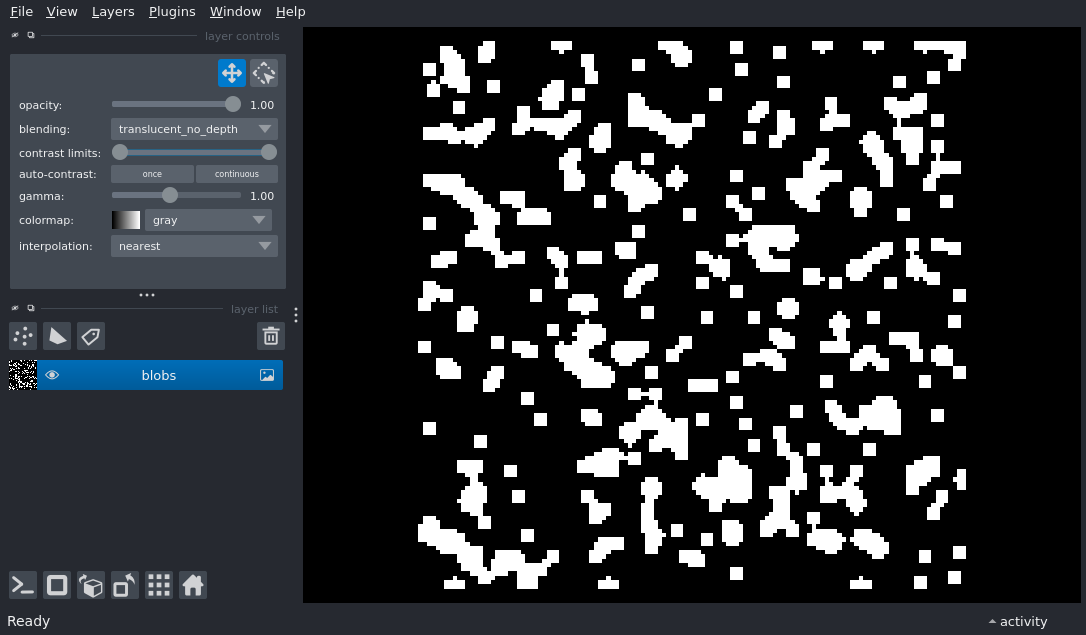 File View Layers Plugins Window Help
layer controls
opacity: 1.00
blending: translucent_no_depth
contrast limits:
auto-contrast: once continuous
gamma: 1.00
colormap: gray
interpolation: nearest
layer list
blobs
Ready
activity